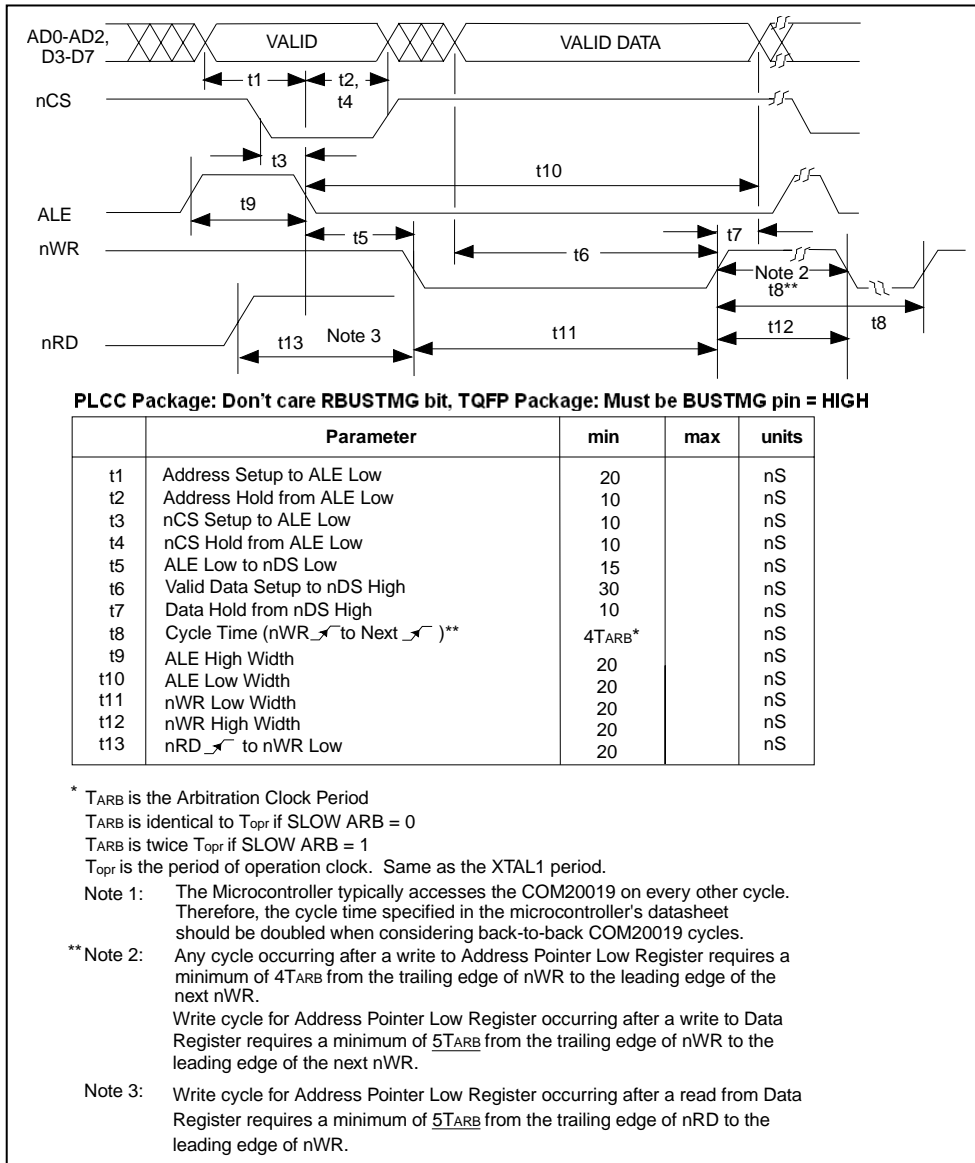 AD0-AD2,
D3-D7
VALID
VALID DATA
t1
t2,
t4
nCS
t3
t10
ALE
t9
t5
t7
nWR
t6
Note 2
t8**
t8
nRD
t13
Note 3
t11
t12
PLCC Package: Don't care RBUSTMG bit, TQFP Package: Must be BUSTMG pin = HIGH
Parameter min max units
t1 Address Setup to ALE Low 20 nS
t2 Address Hold from ALE Low 10 nS
t3 nCS Setup to ALE Low 10 nS
t4 nCS Hold from ALE Low 10 nS
t5 ALE Low to nDS Low 15 nS
t6 Valid Data Setup to nDS High 30 nS
t7 Data Hold from nDS High 10 nS
t8 Cycle Time (nWR to Next )** 4TARB* nS
t9 ALE High Width 20 nS
t10 ALE Low Width 20 nS
t11 nWR Low Width 20 nS
t12 nWR High Width 20 nS
t13 nRD to nWR Low 20 nS
* TARB is the Arbitration Clock Period
TARB is identical to Topr if SLOW ARB = 0
TARB is twice Topr if SLOW ARB = 1
Topr is the period of operation clock. Same as the XTAL1 period.
Note 1: The Microcontroller typically accesses the COM20019 on every other cycle.
Therefore, the cycle time specified in the microcontroller's datasheet
should be doubled when considering back-to-back COM20019 cycles.
**Note 2: Any cycle occurring after a write to Address Pointer Low Register requires a
minimum of 4TARB from the trailing edge of nWR to the leading edge of the
next nWR.
Write cycle for Address Pointer Low Register occurring after a write to Data
Register requires a minimum of 5TARB from the trailing edge of nWR to the
leading edge of the next nWR.
Note 3: Write cycle for Address Pointer Low Register occurring after a read from Data
Register requires a minimum of 5TARB from the trailing edge of nRD to the
leading edge of nWR.